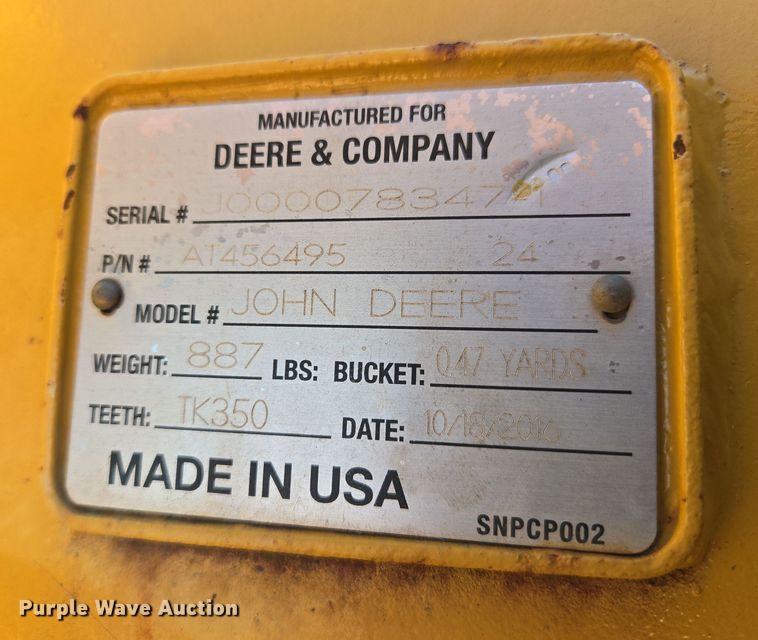 MANUFACTURED FOR
DEERE & COMPANY
SERIAL #
P/N # AT456495 24
MODEL # JOHN DEERE
WEIGHT: 887 LBS: BUCKET: 0.47 YARDS
TEETH: TK350 DATE: 10/18/2016
MADE IN USA
SNPCP002
Purple Wave Auction